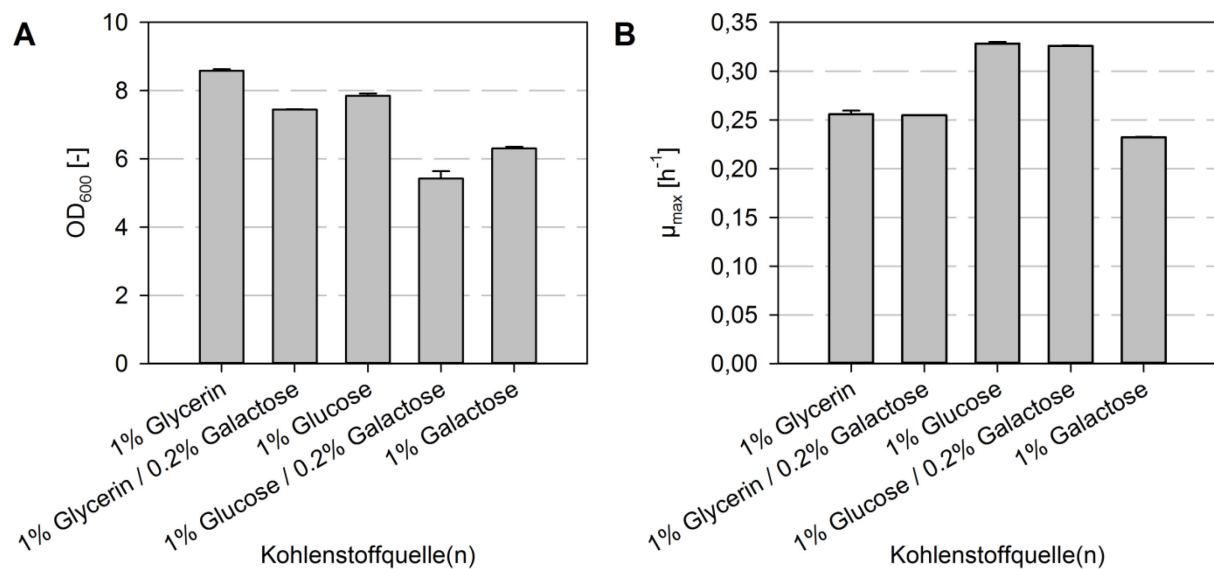 A
10
8
6
4
2
0
OD600 [-]
1% Glycerin
1% Glycerin / 0.2% Galactose
1% Glucose
1% Glucose / 0.2% Galactose
1% Galactose
Kohlenstoffquelle(n)
B
0,35
0,30
0,25
0,20
0,15
0,10
0,05
0,00
µmax [h-1]
1% Glycerin
1% Glycerin / 0.2% Galactose
1% Glucose
1% Glucose / 0.2% Galactose
1% Galactose
Kohlenstoffquelle(n)